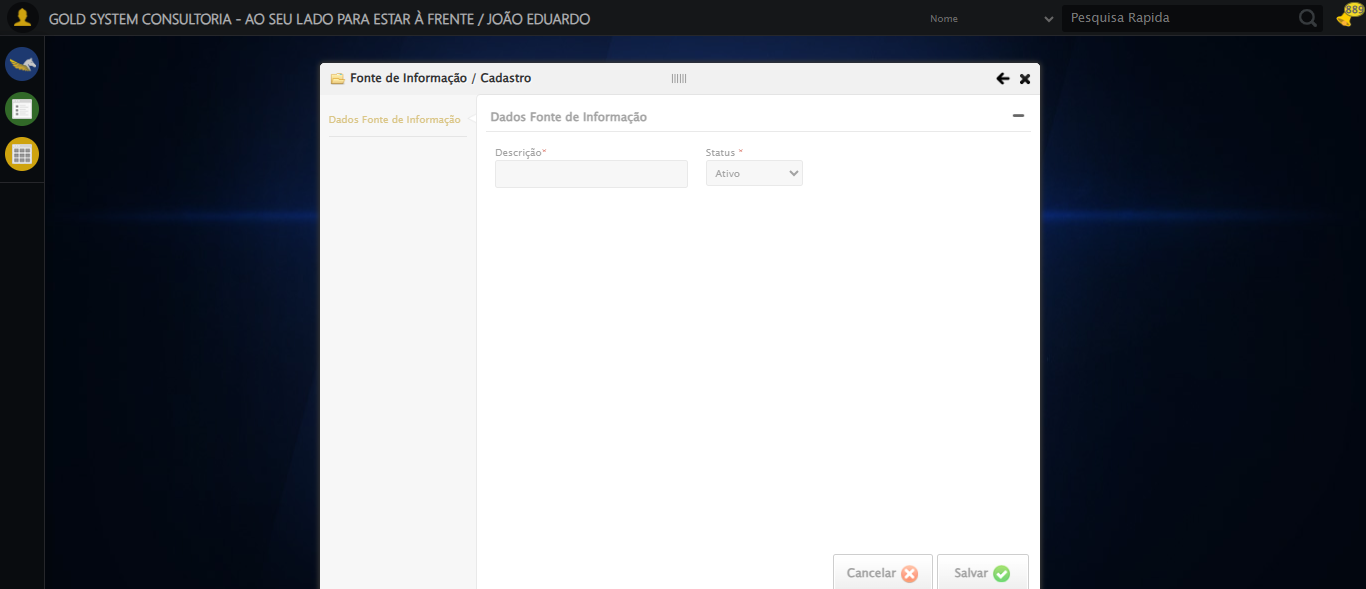 GOLD SYSTEM CONSULTORIA - AO SEU LADO PARA ESTAR À FRENTE / JOÃO EDUARDO
Nome
Pesquisa Rapida
889
Fonte de Informação / Cadastro
Dados Fonte de Informação
Dados Fonte de Informação
Descrição*
Status *
Ativo
Cancelar
Salvar